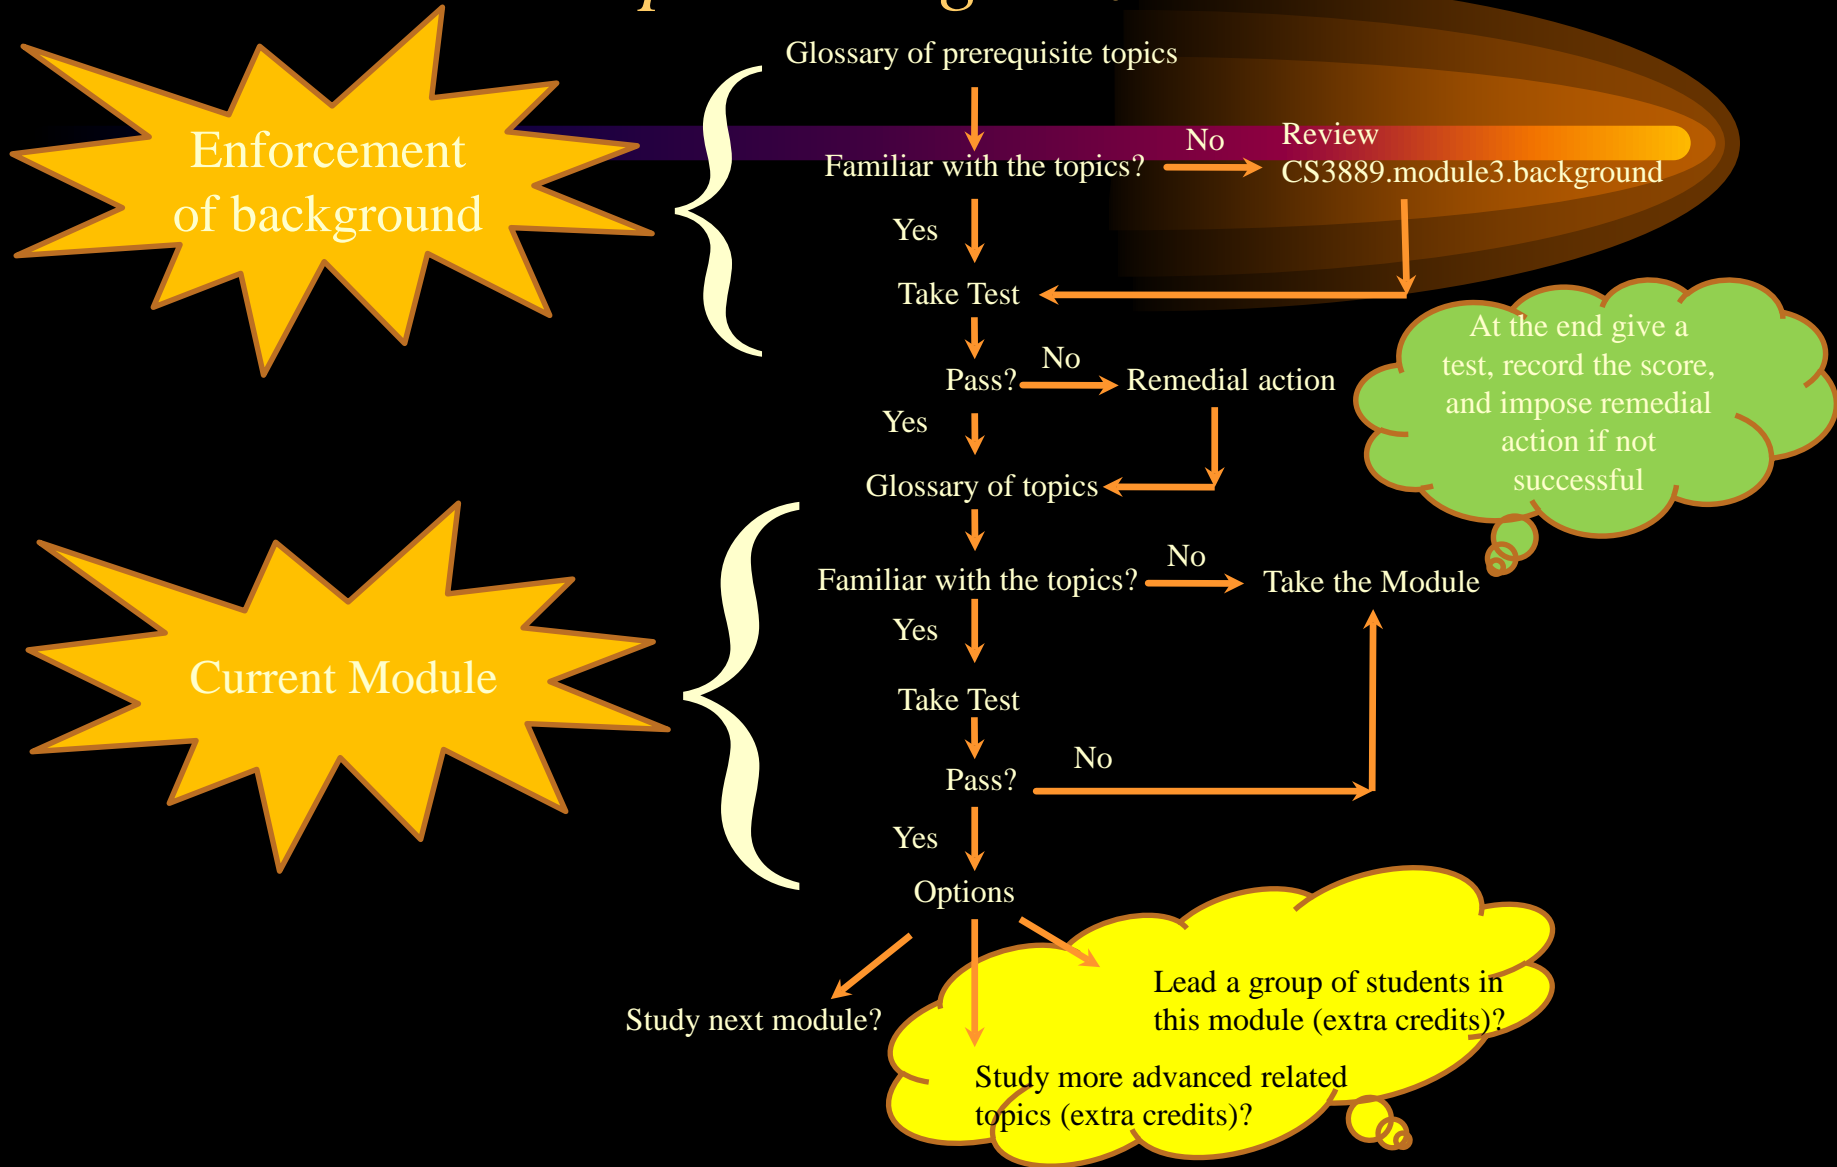 Glossary of prerequisite topics
Enforcement
of background
Familiar with the topics?
No
Review
CS3889.module3.background
Yes
Take Test
Pass?
No
Remedial action
At the end give a
test, record the score,
and impose remedial
action if not
successful
Yes
Glossary of topics
Current Module
Familiar with the topics?
No
Take the Module
Yes
Take Test
Pass?
No
Yes
Options
Study next module?
Lead a group of students in
this module (extra credits)?
Study more advanced related
topics (extra credits)?